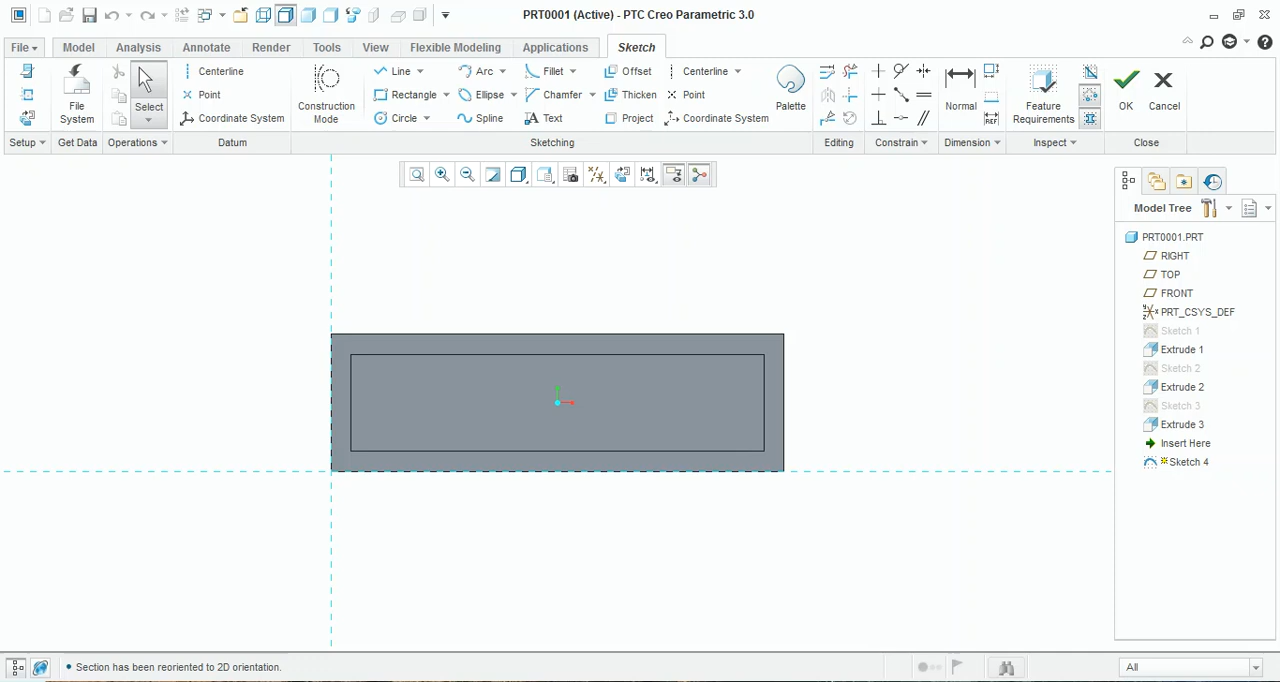 PRT0001 (Active) - PTC Creo Parametric 3.0
File Model Analysis Annotate Render Tools View Flexible Modeling Applications Sketch
Centerline Line Arc Fillet Offset Centerline
Select Point Rectangle Ellipse Chamfer Thicken Point
File System Construction Mode Palette Normal Feature Requirements OK Cancel
Coordinate System Circle Spline Text Project Coordinate System REF
Setup Get Data Operations Datum Sketching Editing Constrain Dimension Inspect Close
Model Tree
PRT0001.PRT
RIGHT
TOP
FRONT
PRT_CSYS_DEF
Sketch 1
Extrude 1
Sketch 2
Extrude 2
Sketch 3
Extrude 3
Insert Here
Sketch 4
• Section has been reoriented to 2D orientation.
All